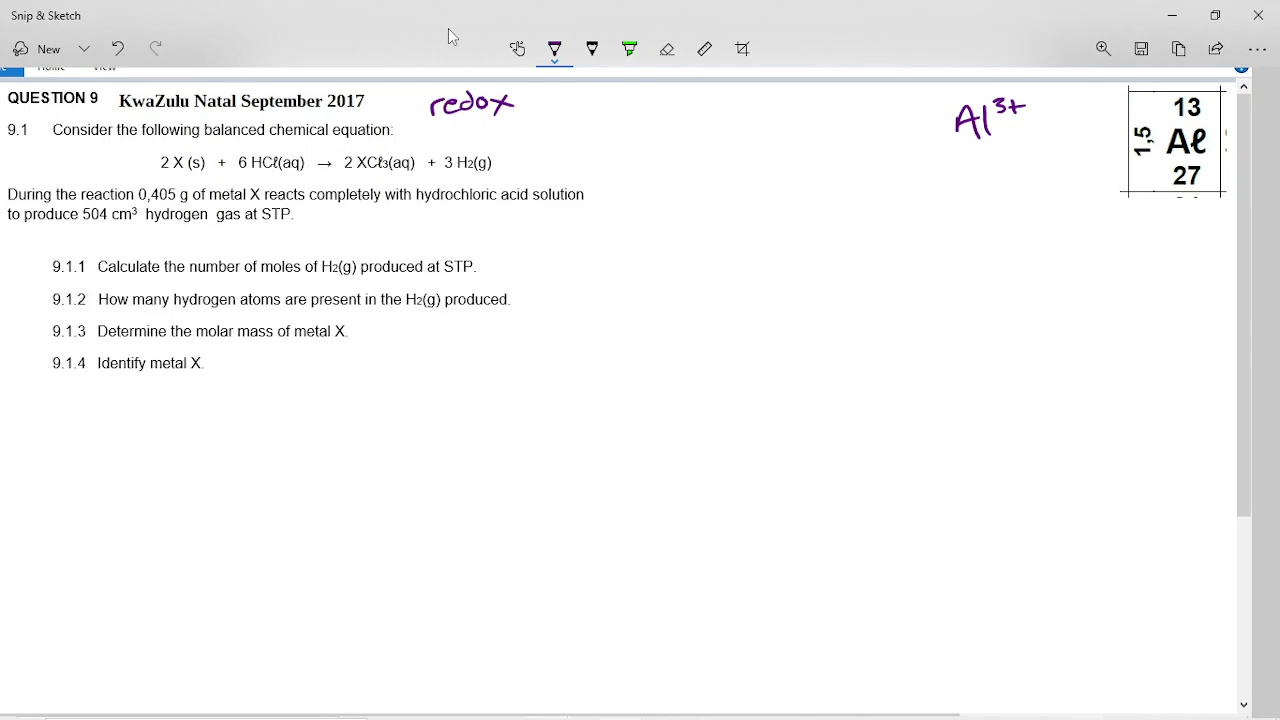 Snip & Sketch
New
Home View
QUESTION 9 KwaZulu Natal September 2017 redox
Al³⁺
13
1,5 Aℓ
27
9.1 Consider the following balanced chemical equation:
2 X (s) + 6 HCℓ(aq) → 2 XCℓ₃(aq) + 3 H₂(g)
During the reaction 0,405 g of metal X reacts completely with hydrochloric acid solution
to produce 504 cm³ hydrogen gas at STP.
9.1.1 Calculate the number of moles of H₂(g) produced at STP.
9.1.2 How many hydrogen atoms are present in the H₂(g) produced.
9.1.3 Determine the molar mass of metal X.
9.1.4 Identify metal X.